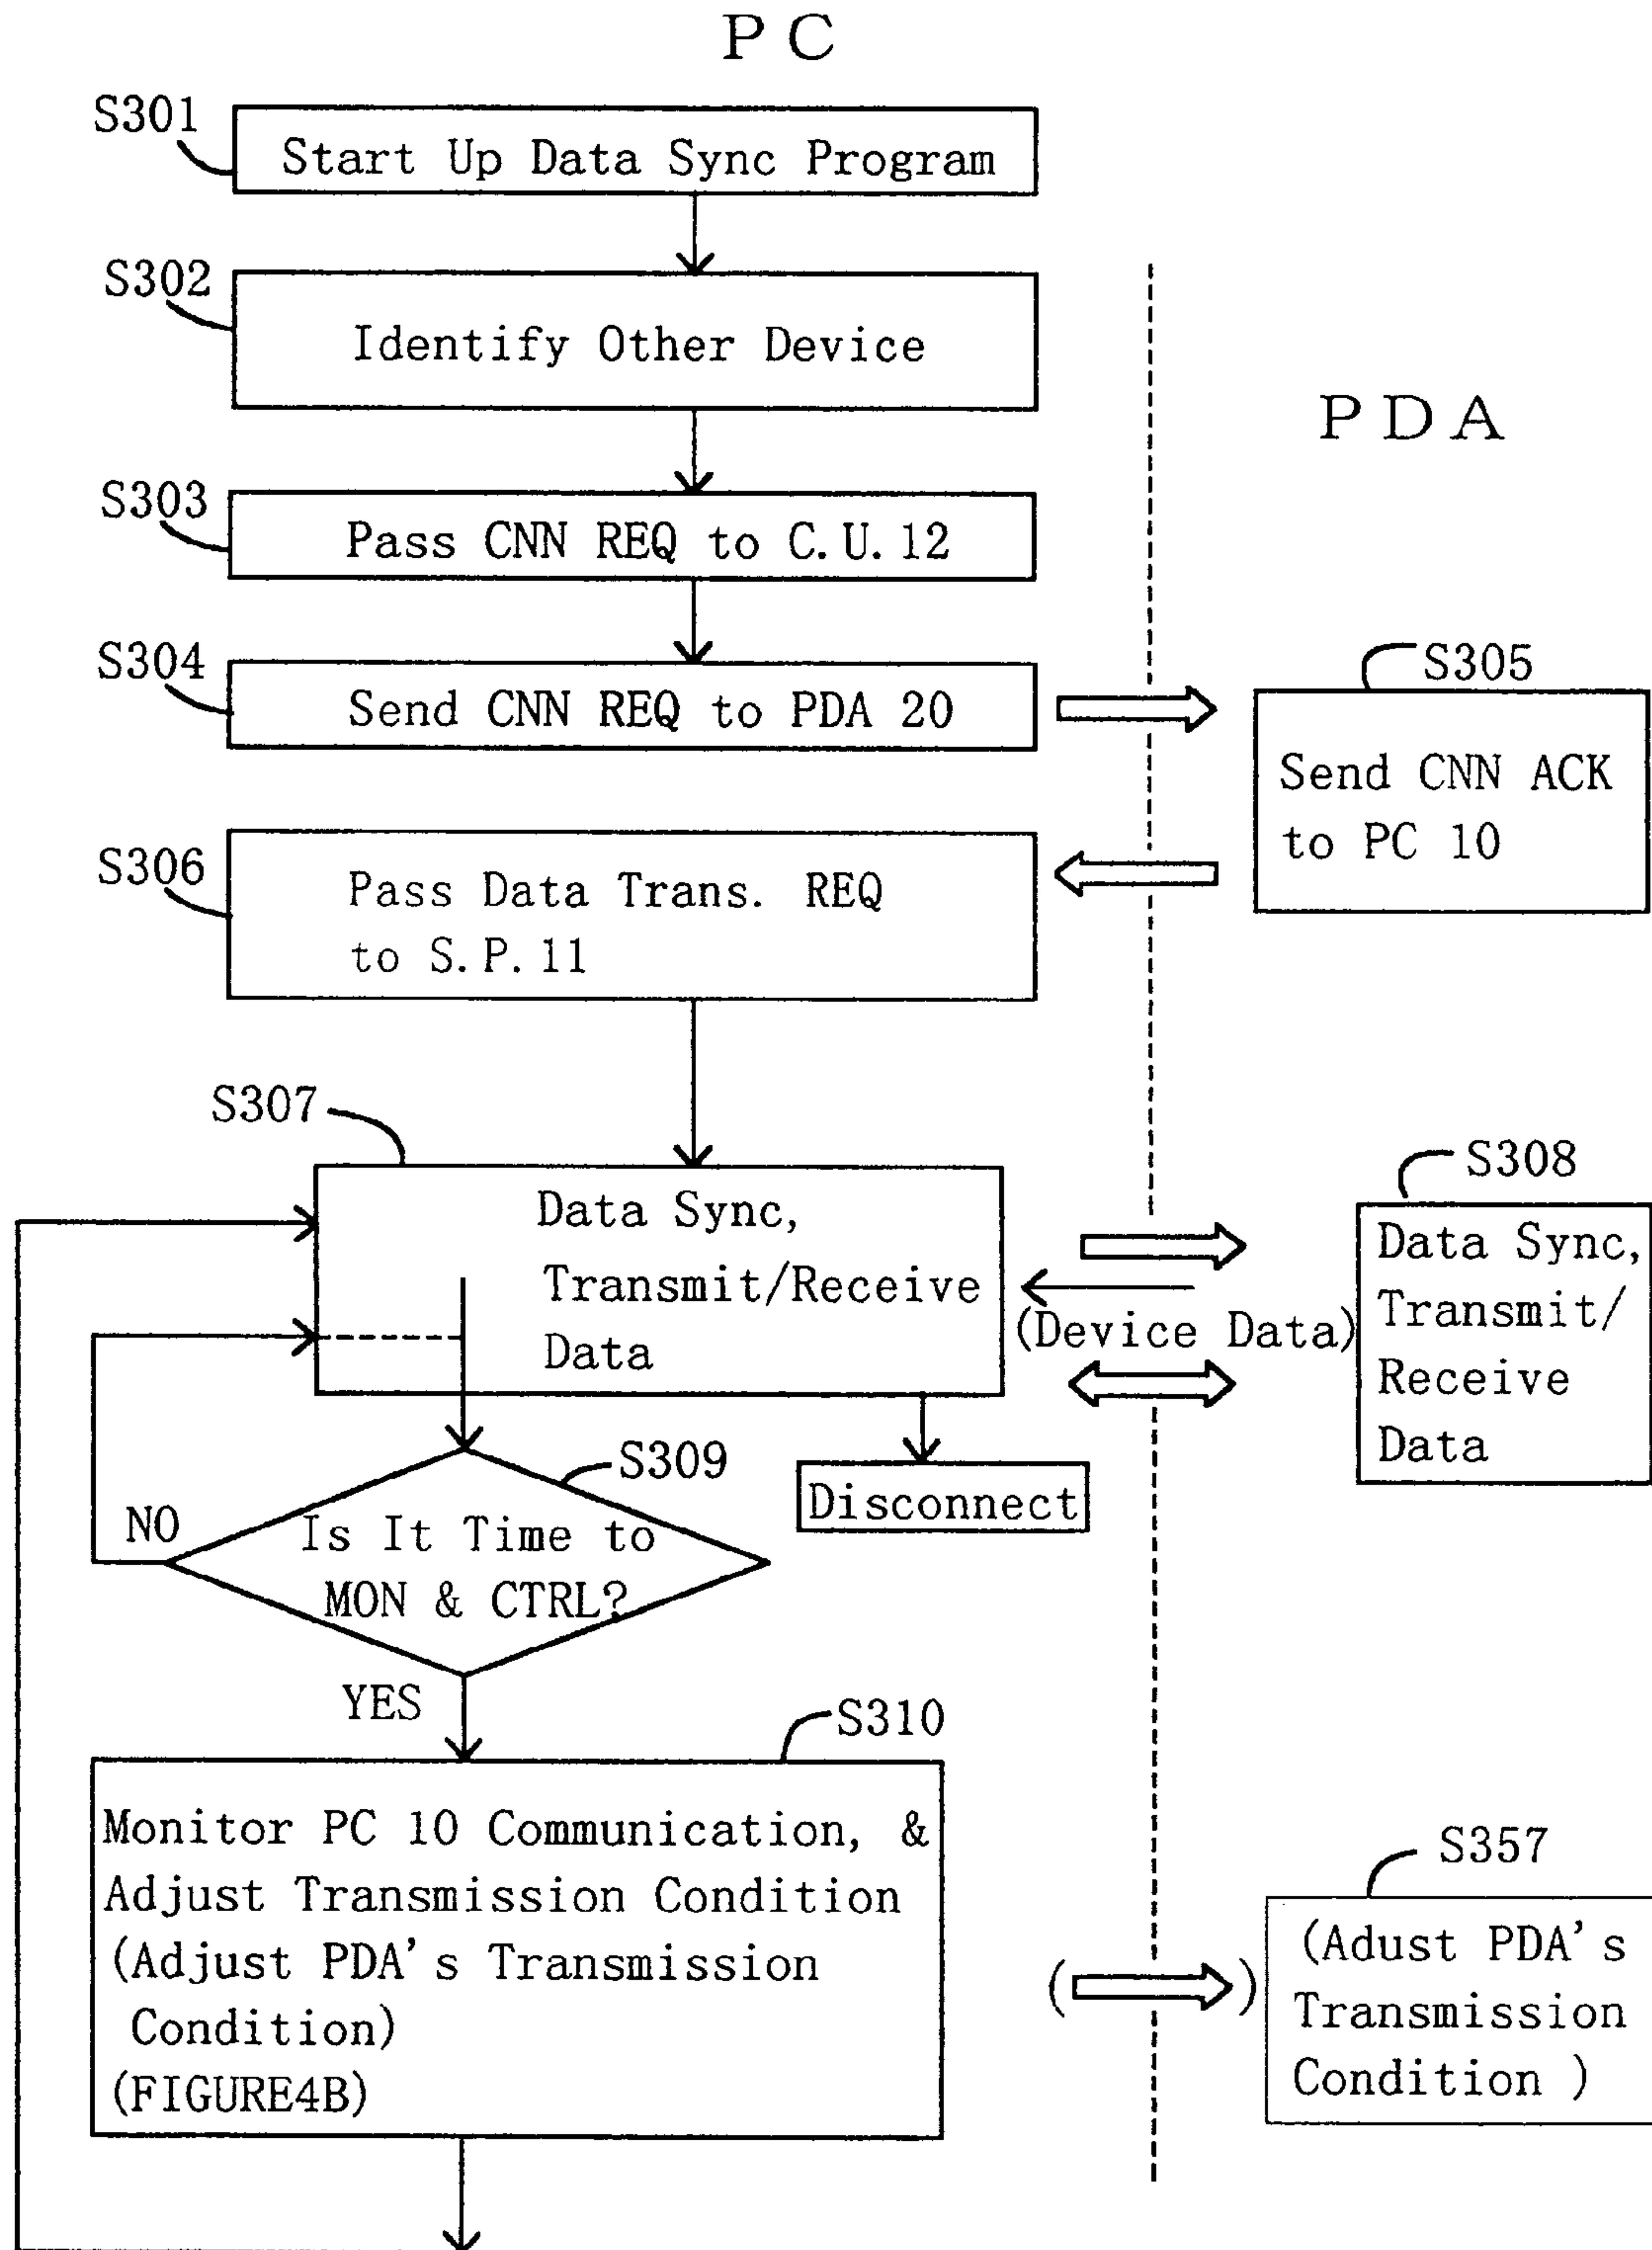 PC
S301
Start Up Data Sync Program
S302
Identify Other Device
PDA
S303
Pass CNN REQ to C.U.12
S304
Send CNN REQ to PDA 20
S305
Send CNN ACK
to PC 10
S306
Pass Data Trans. REQ
to S.P.11
S307
Data Sync,
Transmit/Receive
Data
(Device Data)
S308
Data Sync,
Transmit/
Receive
Data
Disconnect
S309
Is It Time to
MON & CTRL?
NO
YES
S310
Monitor PC 10 Communication, &
Adjust Transmission Condition
(Adjust PDA's Transmission
Condition)
(FIGURE4B)
( )
S357
(Adust PDA's
Transmission
Condition )